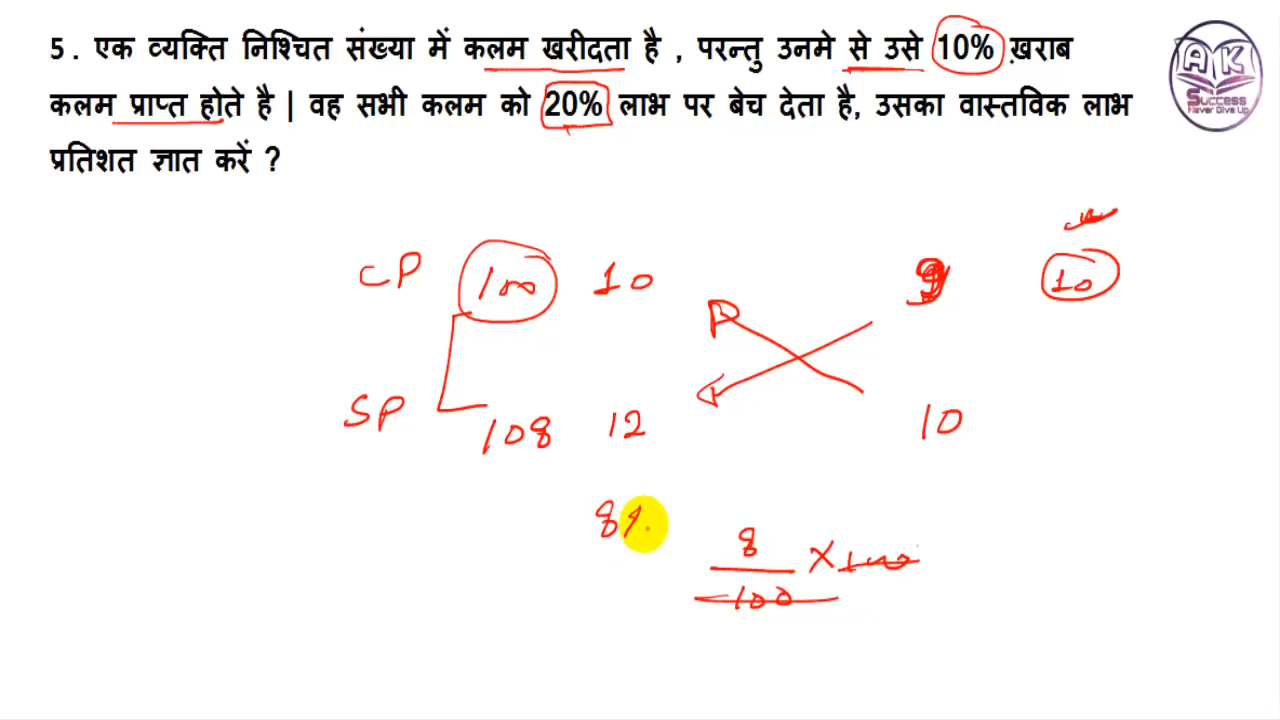 5. एक व्यक्ति निश्चित संख्या में कलम खरीदता है , परन्तु उनमे से उसे 10% ख़राब
कलम प्राप्त होते है | वह सभी कलम को 20% लाभ पर बेच देता है, उसका वास्तविक लाभ
प्रतिशत ज्ञात करें ?
AK
Success
Never Give Up
CP 100 10 9 10
SP 108 12 10
8%
8
100 × 100